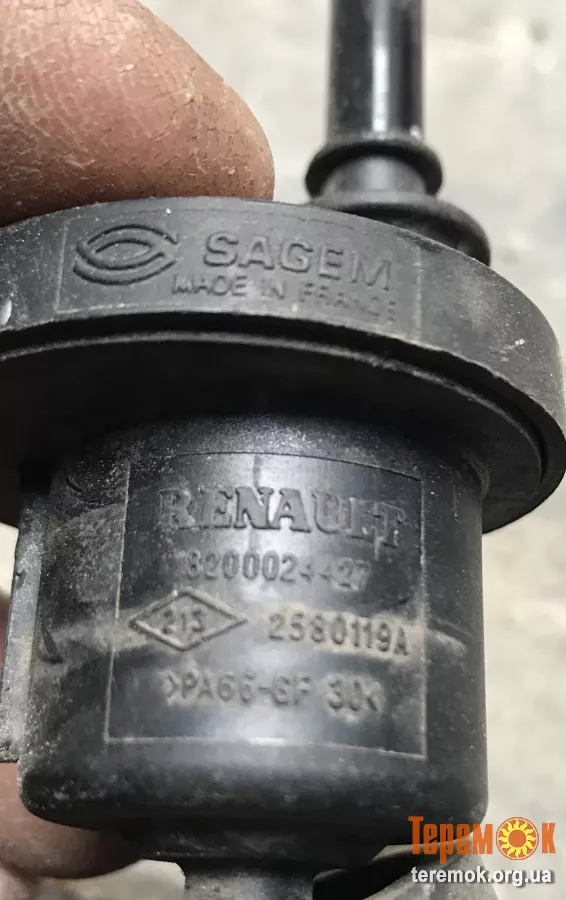 SAGEM
MADE IN FRANCE
RENAULT
8200024427
213 2580119A
>PA66-GF 30<
ТеремОк
teremok.org.ua